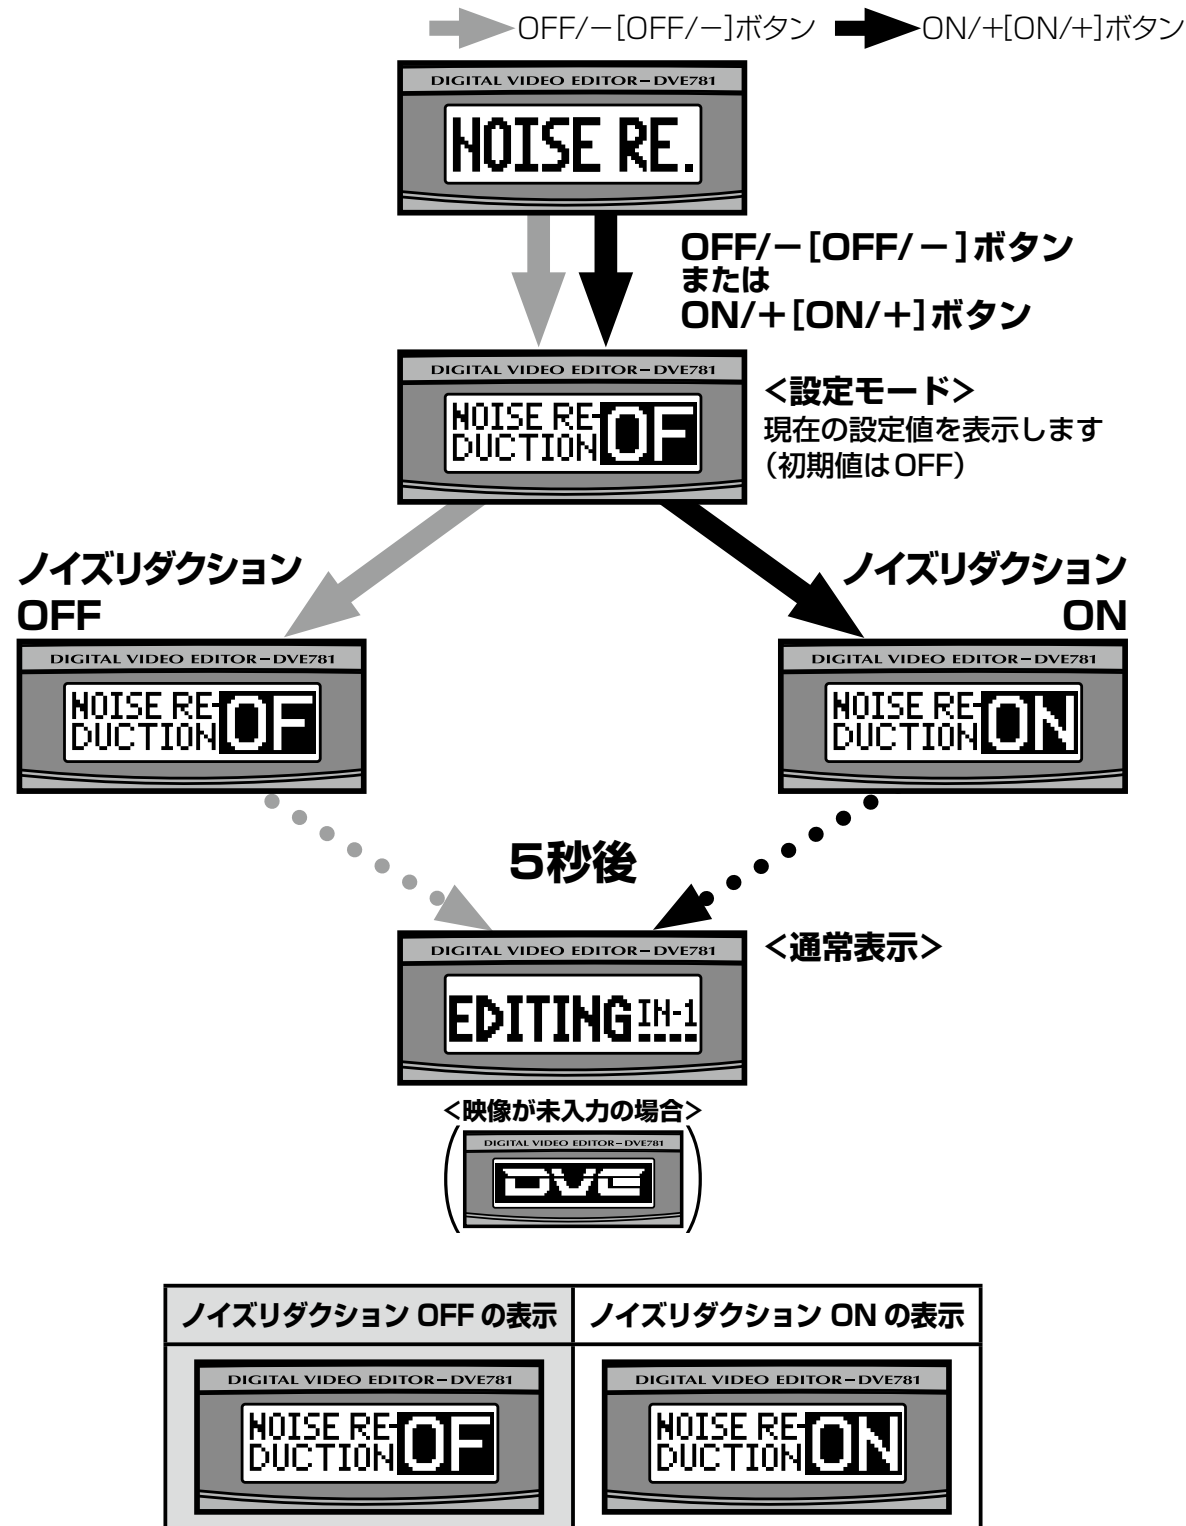 OFF/－[OFF/－]ボタン ON/＋[ON/＋]ボタン
DIGITAL VIDEO EDITOR－DVE781
NOISE RE.
OFF/－[OFF/－]ボタン
または
ON/＋[ON/＋]ボタン
DIGITAL VIDEO EDITOR－DVE781
NOISE RE-
DUCTION OF
＜設定モード＞
現在の設定値を表示します
（初期値はOFF）
ノイズリダクション
OFF
DIGITAL VIDEO EDITOR－DVE781
NOISE RE-
DUCTION OF
ノイズリダクション
ON
DIGITAL VIDEO EDITOR－DVE781
NOISE RE-
DUCTION ON
5秒後
DIGITAL VIDEO EDITOR－DVE781
EDITING IN-1
＜通常表示＞
＜映像が未入力の場合＞
DIGITAL VIDEO EDITOR－DVE781
DVE
ノイズリダクション OFF の表示 ノイズリダクション ON の表示
DIGITAL VIDEO EDITOR－DVE781
NOISE RE-
DUCTION OF
DIGITAL VIDEO EDITOR－DVE781
NOISE RE-
DUCTION ON